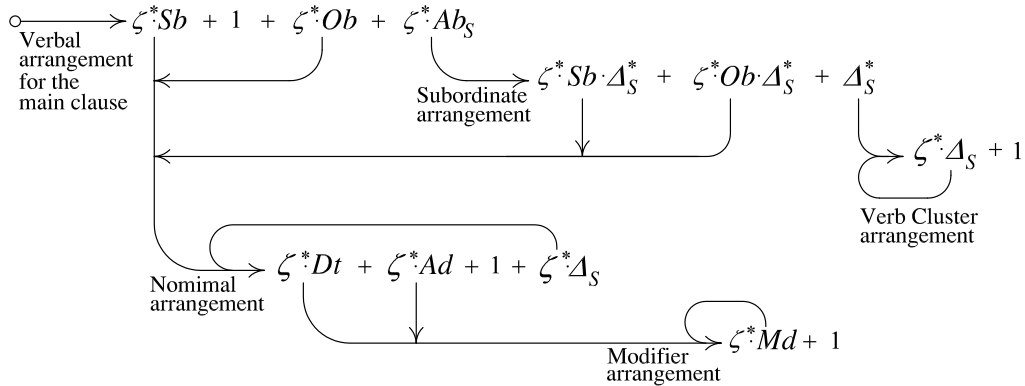 ζ*Sb + 1 + ζ*Ob + ζ*Ab_S
Verbal
arrangement
for the
main clause
ζ*Sb·Δ*_S + ζ*Ob·Δ*_S + Δ*_S
Subordinate
arrangement
ζ*Δ_S + 1
Verb Cluster
arrangement
ζ*Dt + ζ*Ad + 1 + ζ*Δ_S
Nomimal
arrangement
ζ*Md + 1
Modifier
arrangement